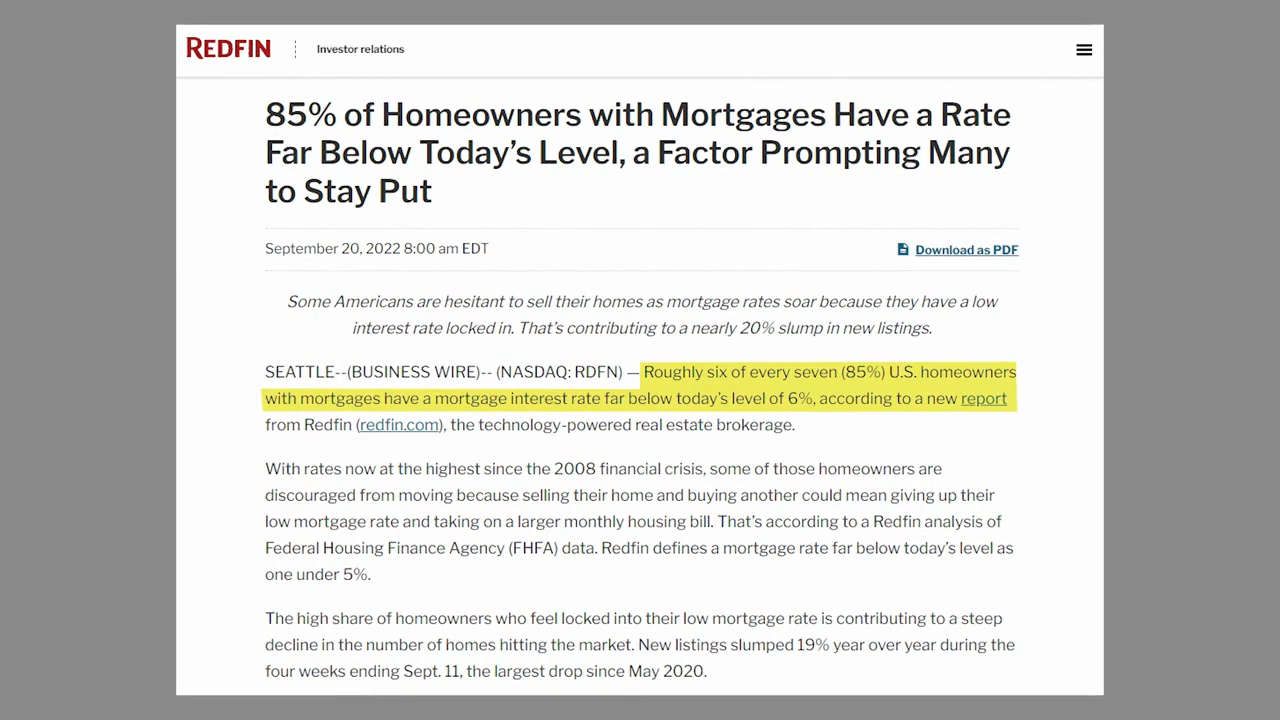 REDFIN
Investor relations
85% of Homeowners with Mortgages Have a Rate
Far Below Today's Level, a Factor Prompting Many
to Stay Put
September 20, 2022 8:00 am EDT
Download as PDF
Some Americans are hesitant to sell their homes as mortgage rates soar because they have a low
interest rate locked in. That's contributing to a nearly 20% slump in new listings.
SEATTLE--(BUSINESS WIRE)-- (NASDAQ: RDFN) — Roughly six of every seven (85%) U.S. homeowners
with mortgages have a mortgage interest rate far below today's level of 6%, according to a new report
from Redfin (redfin.com), the technology-powered real estate brokerage.
With rates now at the highest since the 2008 financial crisis, some of those homeowners are
discouraged from moving because selling their home and buying another could mean giving up their
low mortgage rate and taking on a larger monthly housing bill. That's according to a Redfin analysis of
Federal Housing Finance Agency (FHFA) data. Redfin defines a mortgage rate far below today's level as
one under 5%.
The high share of homeowners who feel locked into their low mortgage rate is contributing to a steep
decline in the number of homes hitting the market. New listings slumped 19% year over year during the
four weeks ending Sept. 11, the largest drop since May 2020.